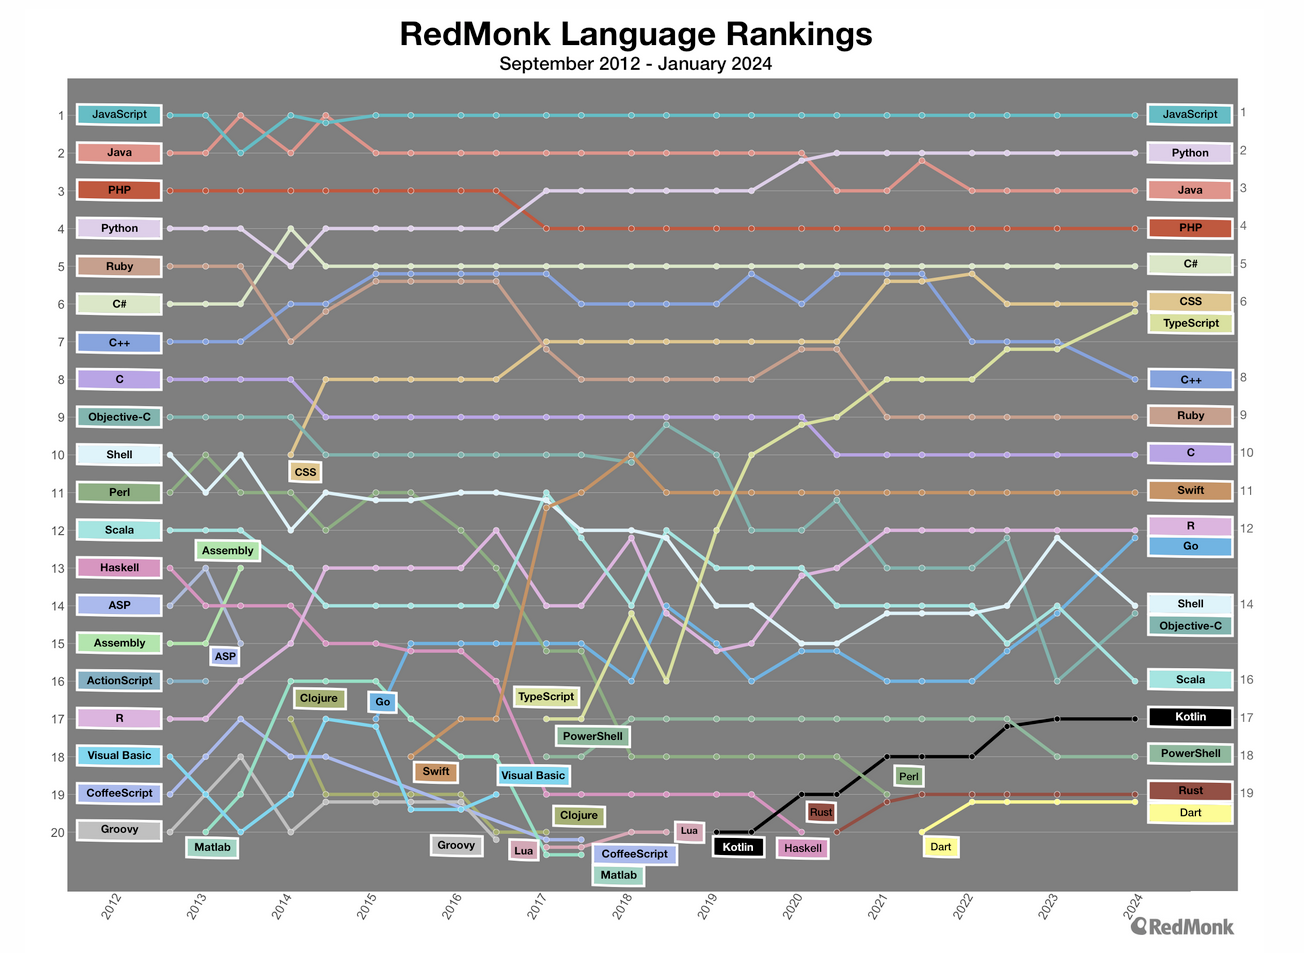 RedMonk Language Rankings
September 2012 - January 2024
1 JavaScript JavaScript 1
2 Java Python 2
3 PHP Java 3
4 Python PHP 4
5 Ruby C# 5
6 C# CSS 6
TypeScript
7 C++
8 C C++ 8
9 Objective-C Ruby 9
10 Shell C 10
CSS
11 Perl Swift 11
12 Scala R 12
Go
Assembly
13 Haskell
14 ASP Shell 14
Objective-C
15 Assembly
ASP
16 ActionScript Scala 16
Clojure Go TypeScript
17 R Kotlin 17
PowerShell
18 Visual Basic PowerShell 18
Swift Visual Basic Perl
19 CoffeeScript Rust 19
Clojure Rust Dart
20 Groovy
Matlab Groovy Lua CoffeeScript Lua Kotlin Haskell Dart
Matlab
2012 2013 2014 2015 2016 2017 2018 2019 2020 2021 2022 2023 2024
RedMonk